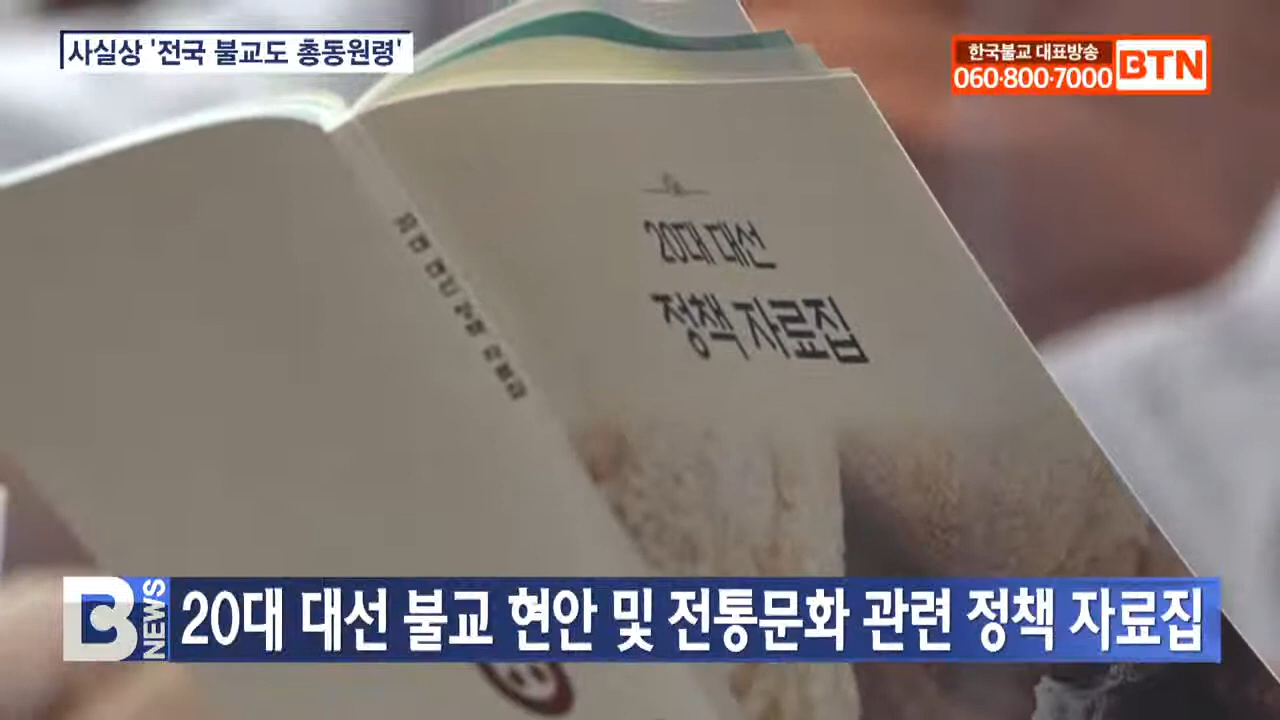 사실상 '전국 불교도 총동원령'
한국불교 대표방송
060·800·7000
BTN
20대 대선
정책 자료집
B NEWS
20대 대선 불교 현안 및 전통문화 관련 정책 자료집